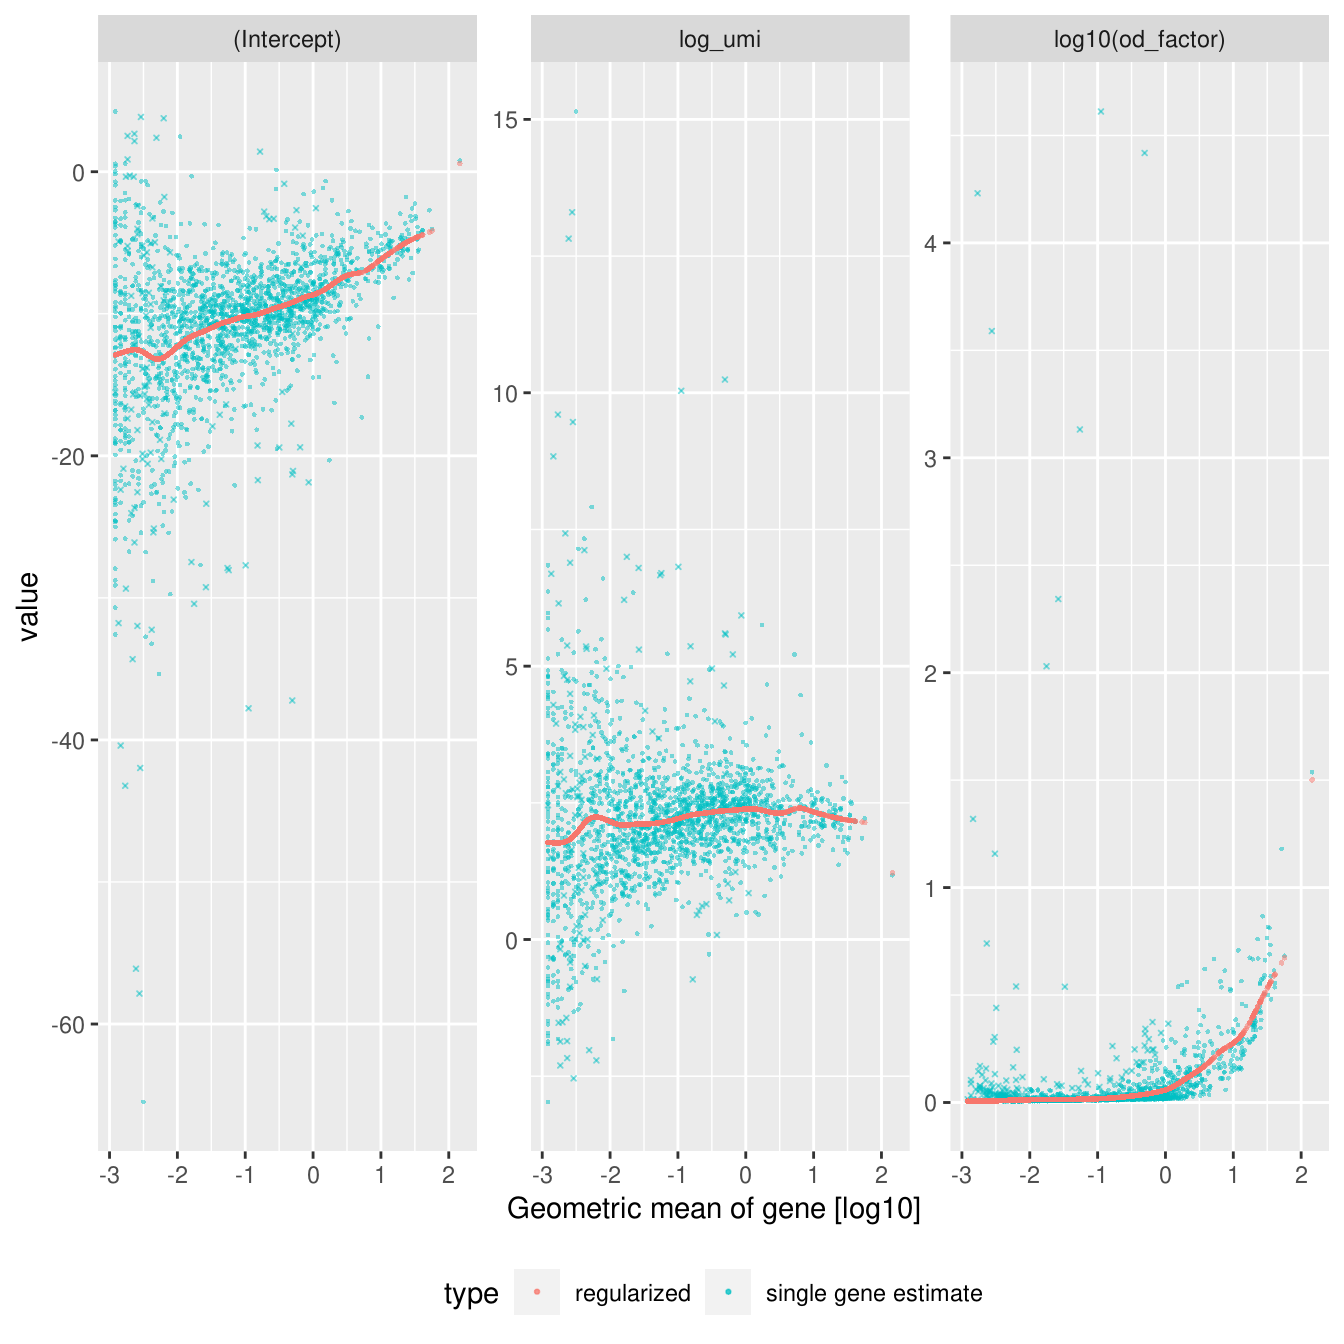 (Intercept) log_umi log10(od_factor)
0
-20
-40
-60
15
10
5
0
4
3
2
1
0
value
-3 -2 -1 0 1 2 -3 -2 -1 0 1 2 -3 -2 -1 0 1 2
Geometric mean of gene [log10]
type regularized single gene estimate